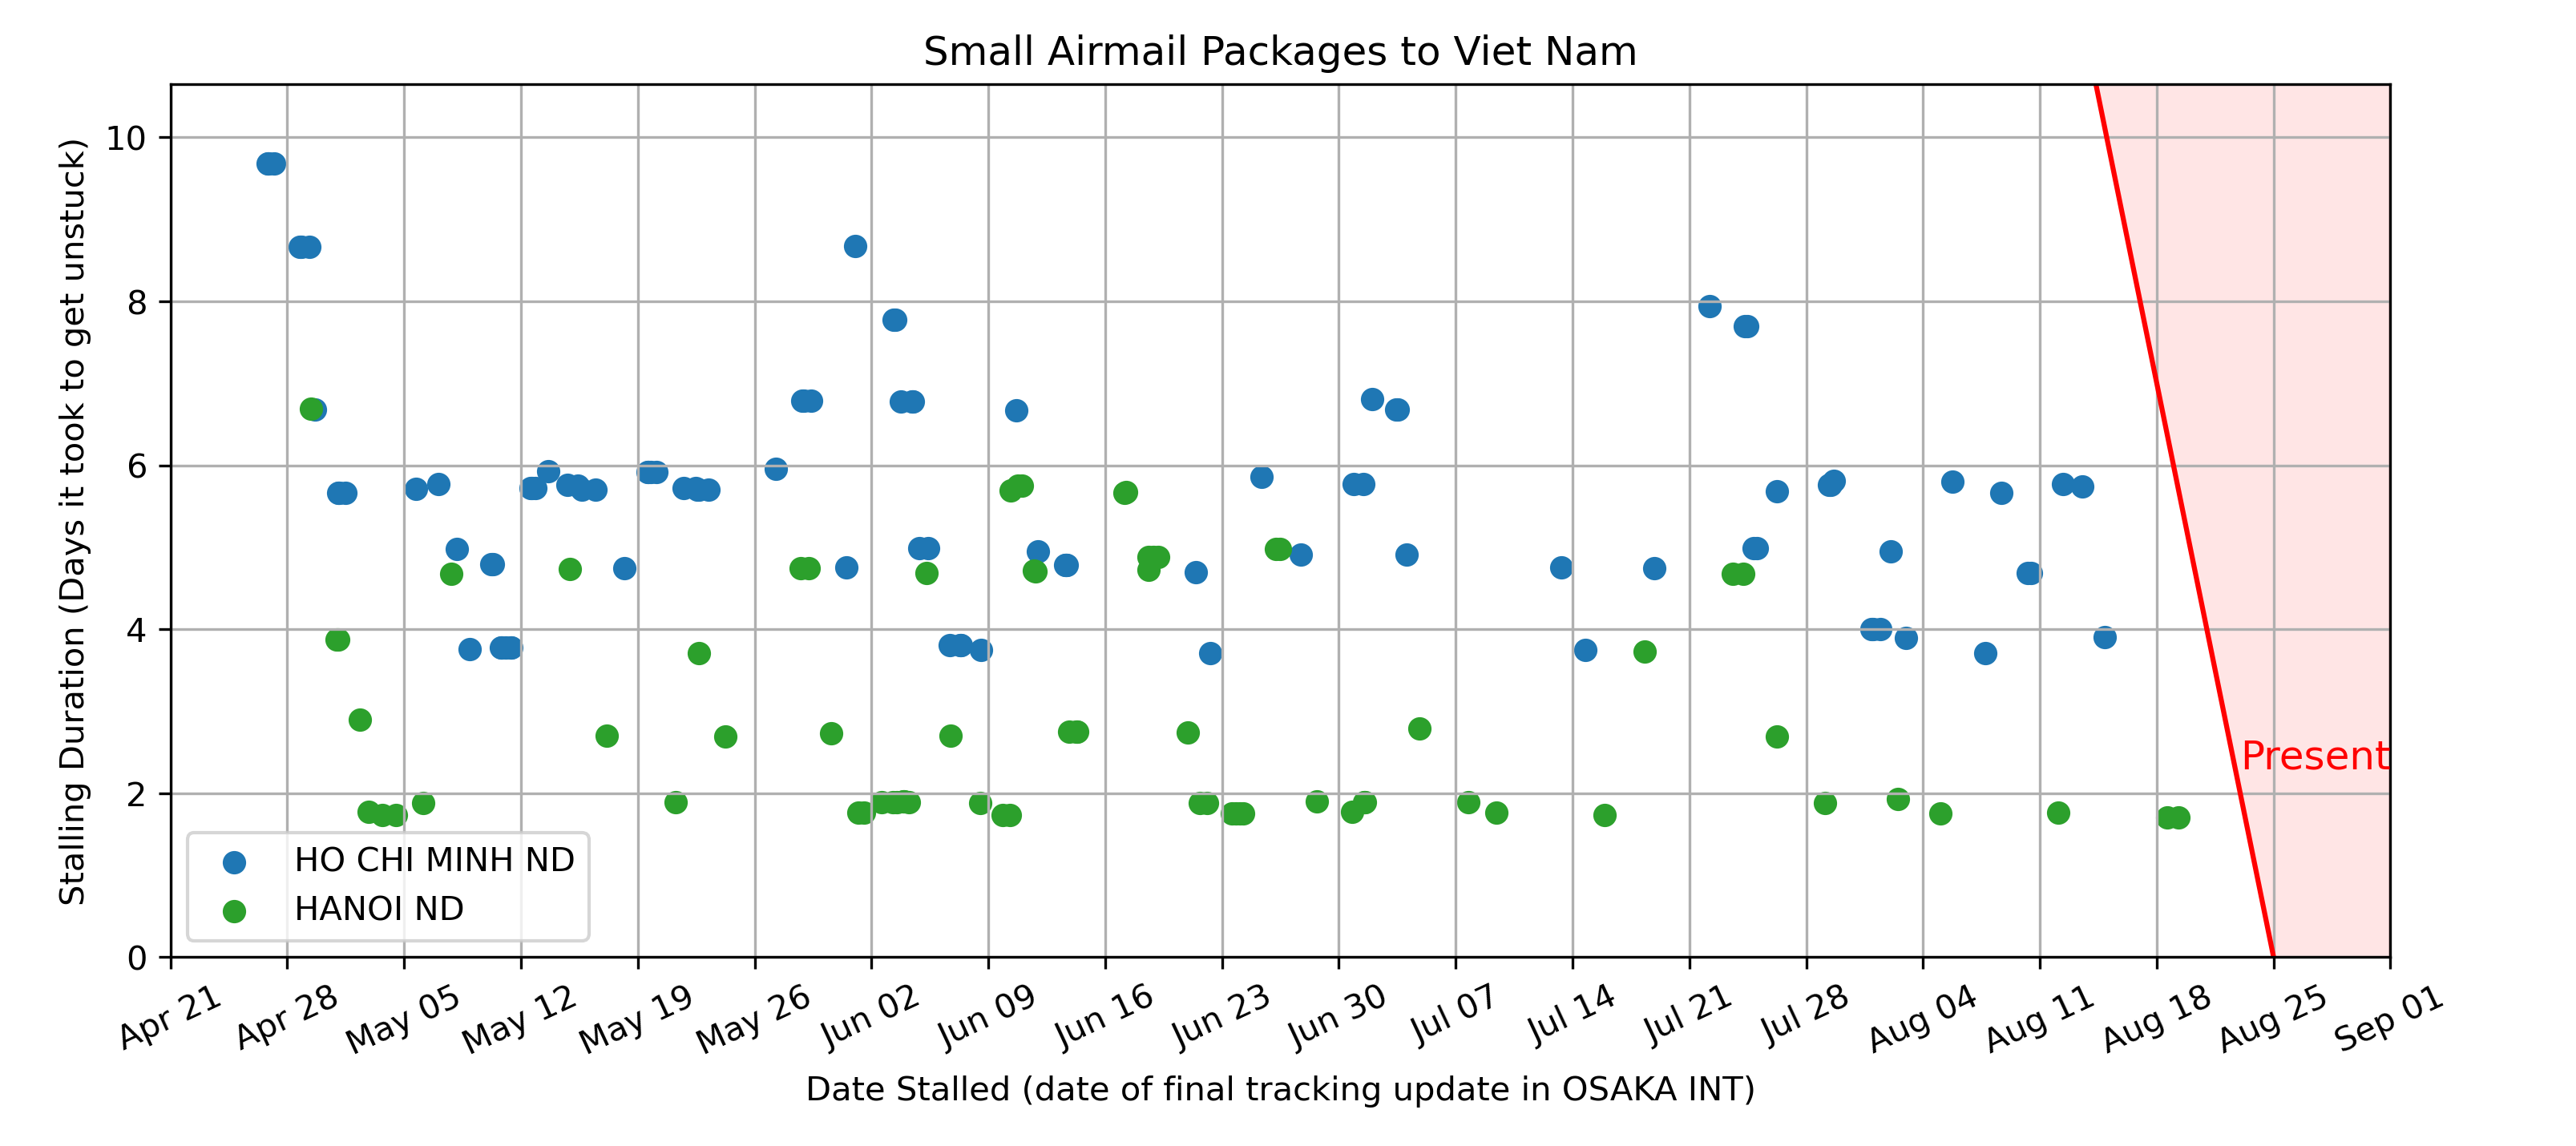 Small Airmail Packages to Viet Nam
Stalling Duration (Days it took to get unstuck)
10
8
6
4
2
0
Present
HO CHI MINH ND
HANOI ND
Apr 21
Apr 28
May 05
May 12
May 19
May 26
Jun 02
Jun 09
Jun 16
Jun 23
Jun 30
Jul 07
Jul 14
Jul 21
Jul 28
Aug 04
Aug 11
Aug 18
Aug 25
Sep 01
Date Stalled (date of final tracking update in OSAKA INT)